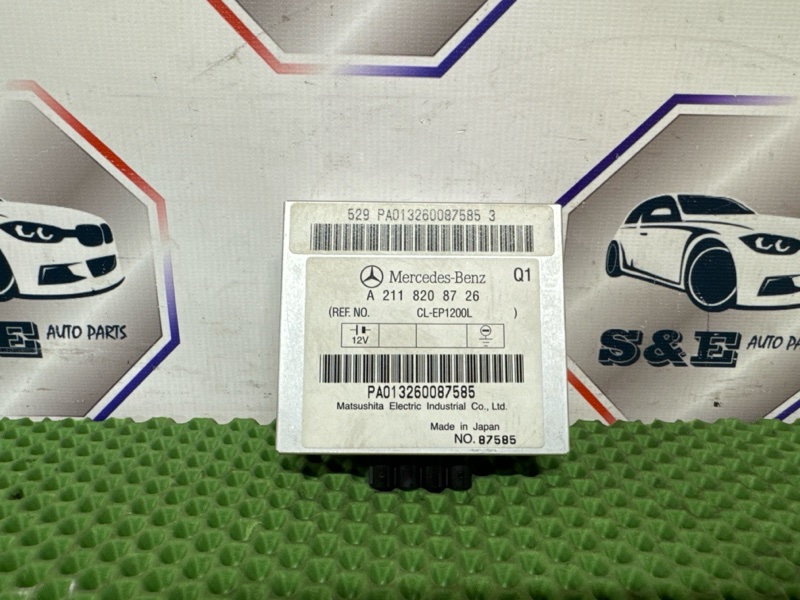 529 PA013260087585 3
Mercedes-Benz Q1
A 211 820 87 26
(REF. NO. CL-EP1200L )
12V
PA013260087585
Matsushita Electric Industrial Co., Ltd.
Made in Japan
NO. 87585
S&E AUTO PARTS
S&E AUTO PARTS